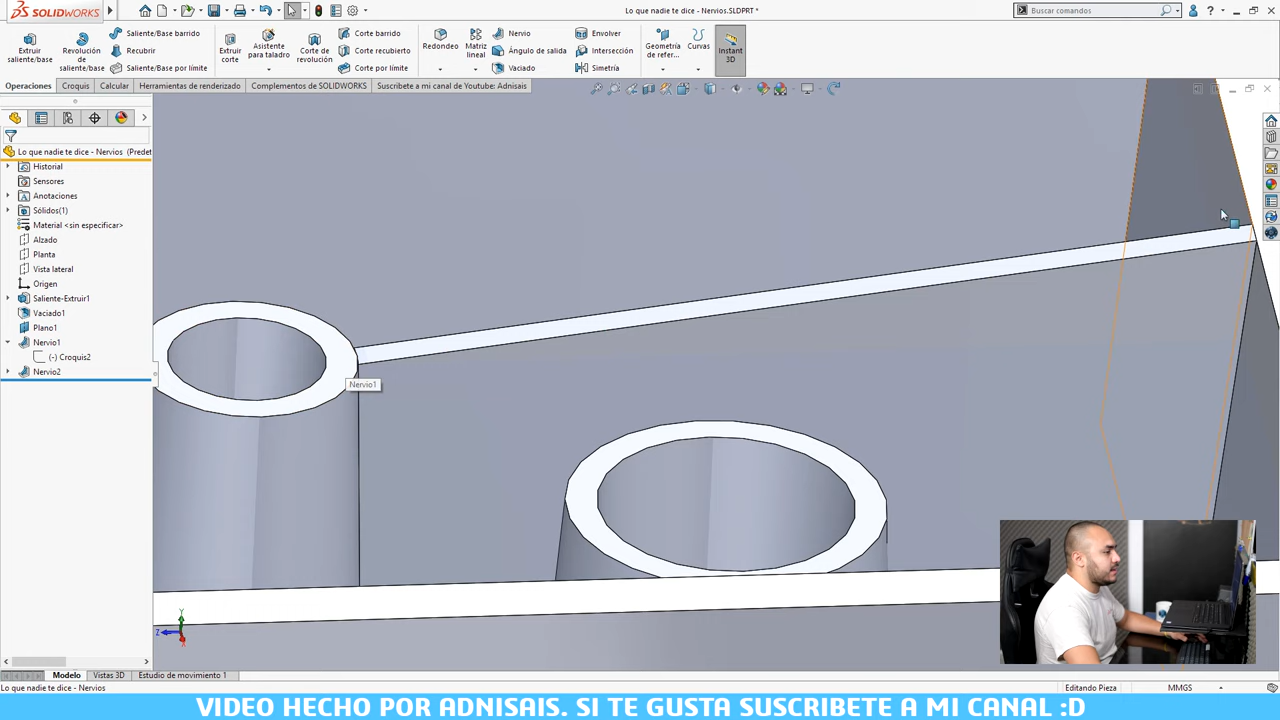 SOLIDWORKS
Lo que nadie te dice - Nervios.SLDPRT *
Buscar comandos
Extruir saliente/base
Revolución de saliente/base
Saliente/Base barrido
Recubrir
Saliente/Base por límite
Extruir corte
Asistente para taladro
Corte de revolución
Corte barrido
Corte recubierto
Corte por límite
Redondeo
Matriz lineal
Nervio
Ángulo de salida
Vaciado
Envolver
Intersección
Simetría
Geometría de refer...
Curvas
Instant 3D
Operaciones
Croquis
Calcular
Herramientas de renderizado
Complementos de SOLIDWORKS
Suscribete a mi canal de Youtube: Adnisais
Lo que nadie te dice - Nervios (Predet
Historial
Sensores
Anotaciones
Sólidos(1)
Material <sin especificar>
Alzado
Planta
Vista lateral
Origen
Saliente-Extruir1
Vaciado1
Plano1
Nervio1
(-) Croquis2
Nervio2
Nervio1
Y
Z
X
Modelo
Vistas 3D
Estudio de movimiento 1
Lo que nadie te dice - Nervios
Editando Pieza
MMGS
VIDEO HECHO POR ADNISAIS. SI TE GUSTA SUSCRIBETE A MI CANAL :D